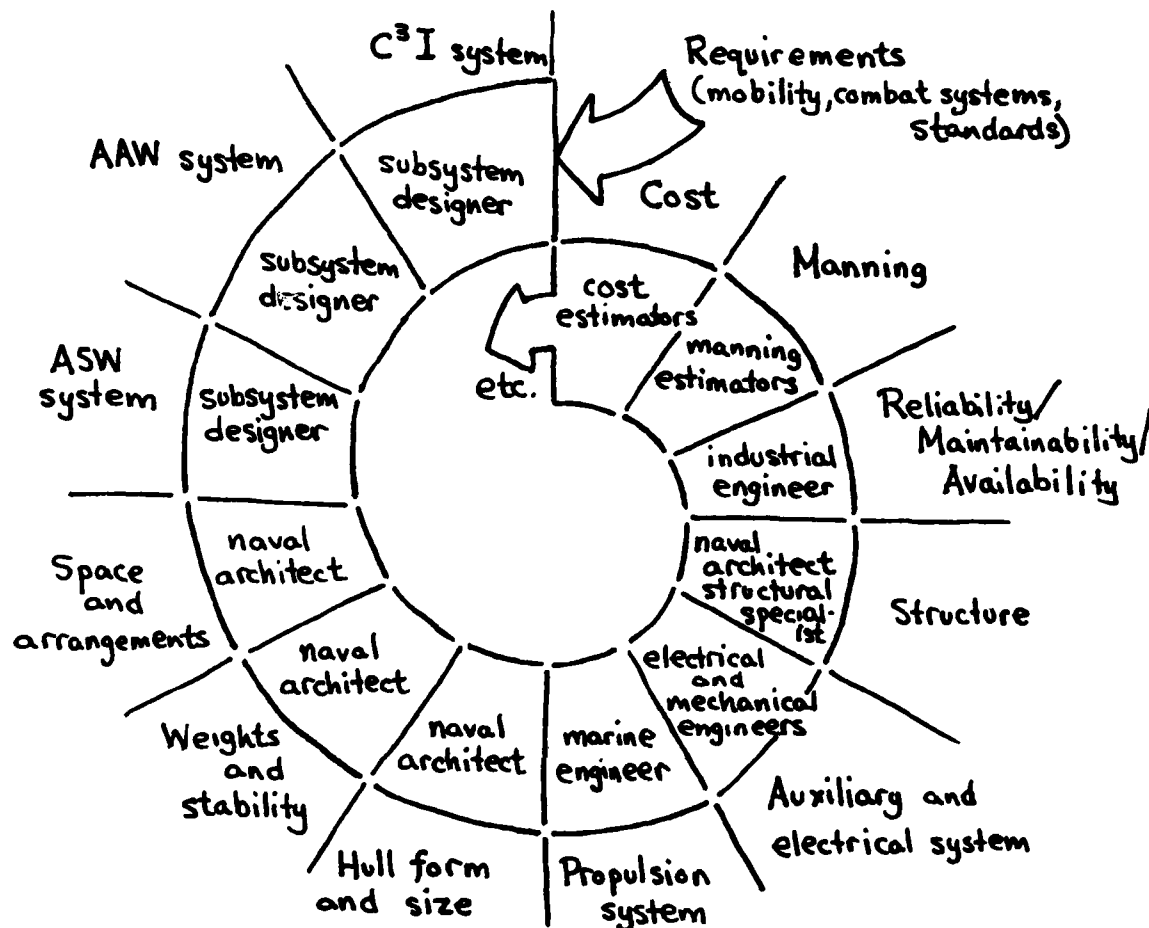 C³I system
Requirements
(mobility, combat systems,
standards)
subsystem
designer
AAW system
subsystem
designer
ASW
system
subsystem
designer
Space
and
arrangements
naval
architect
Weights
and
stability
naval
architect
Hull form
and size
naval
architect
Propulsion
system
marine
engineer
Auxiliary and
electrical system
electrical
and
mechanical
engineers
Structure
naval
architect
structural
special-
ist
Reliability/
Maintainability/
Availability
industrial
engineer
Manning
manning
estimators
Cost
cost
estimators
etc.